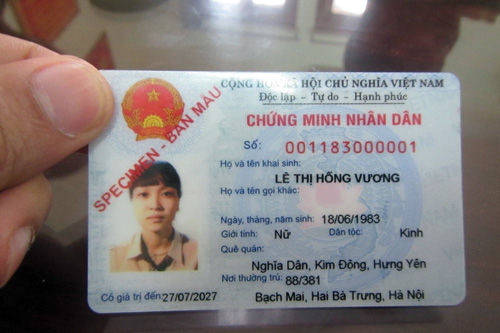 CỘNG HÒA XÃ HỘI CHỦ NGHĨA VIỆT NAM
Độc lập - Tự do - Hạnh phúc
CHỨNG MINH NHÂN DÂN
Số: 001183000001
Họ và tên khai sinh:
LÊ THỊ HỒNG VƯƠNG
Họ và tên gọi khác:
Ngày, tháng, năm sinh: 18/06/1983
Giới tính: Nữ Dân tộc: Kinh
Quê quán:
Nghĩa Dân, Kim Động, Hưng Yên
Nơi thường trú: 88/381
Bạch Mai, Hai Bà Trưng, Hà Nội
Có giá trị đến 27/07/2027
SPECIMEN - BẢN MẪU